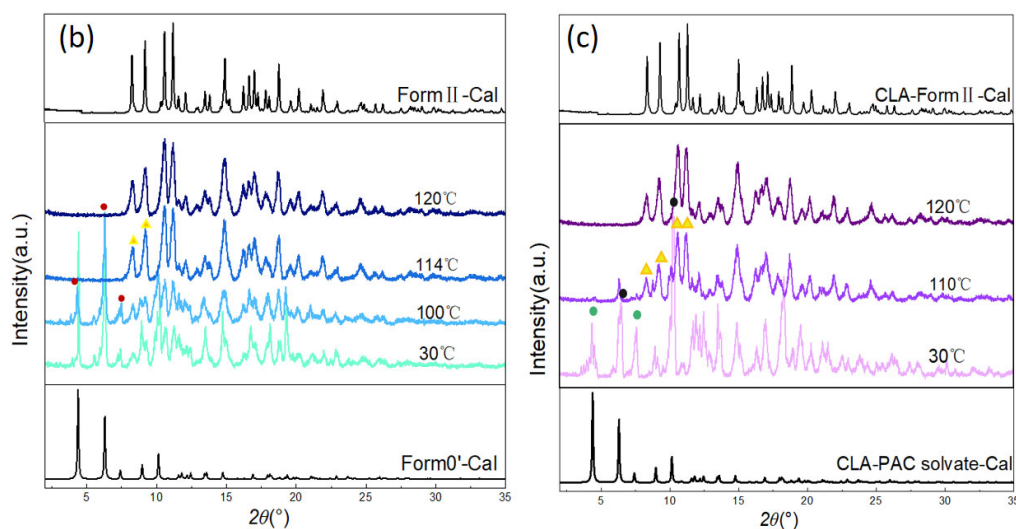 (b)
FormⅡ-Cal
120℃
114℃
100℃
30℃
Form0'-Cal
Intensity(a.u.)
5 10 15 20 25 30 35
2θ(°)
(c)
CLA-FormⅡ-Cal
120℃
110℃
30℃
CLA-PAC solvate-Cal
Intensity(a.u.)
5 10 15 20 25 30 35
2θ(°)